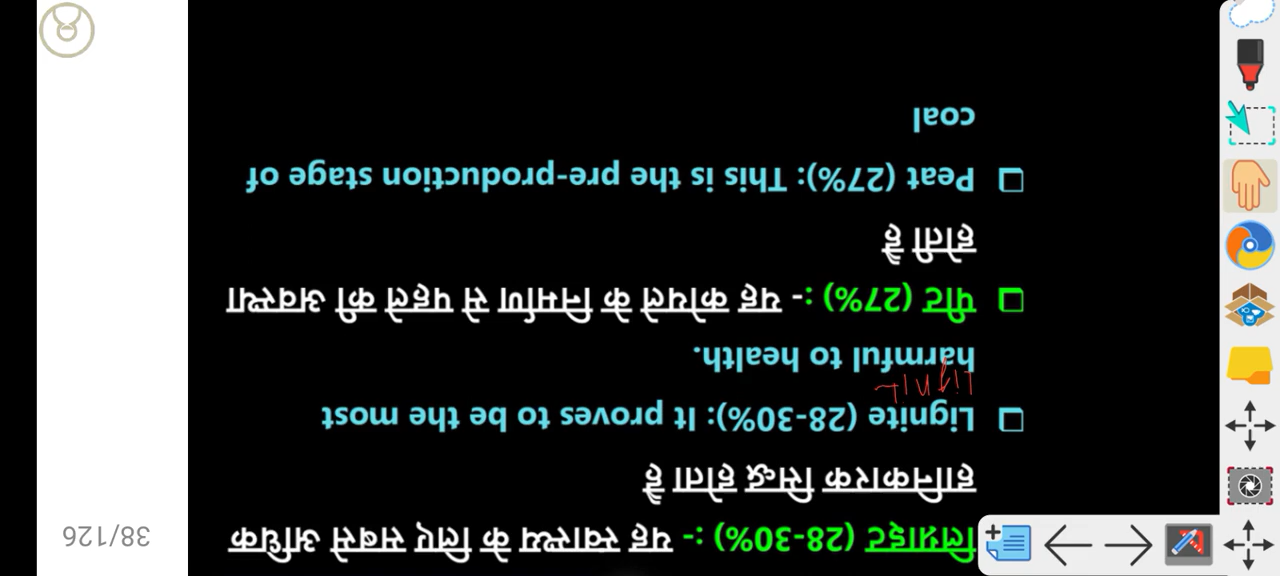 लिग्नाइट (28-30%) :- यह स्वास्थ्य के लिए सबसे अधिक
हानिकारक सिद्ध होता है
❑ Lignite (28-30%): It proves to be the most
Lignit
harmful to health.
❑ पीट (27%) :- यह कोयले के निर्माण से पहले की अवस्था
होती है
❑ Peat (27%): This is the pre-production stage of
coal
38/126